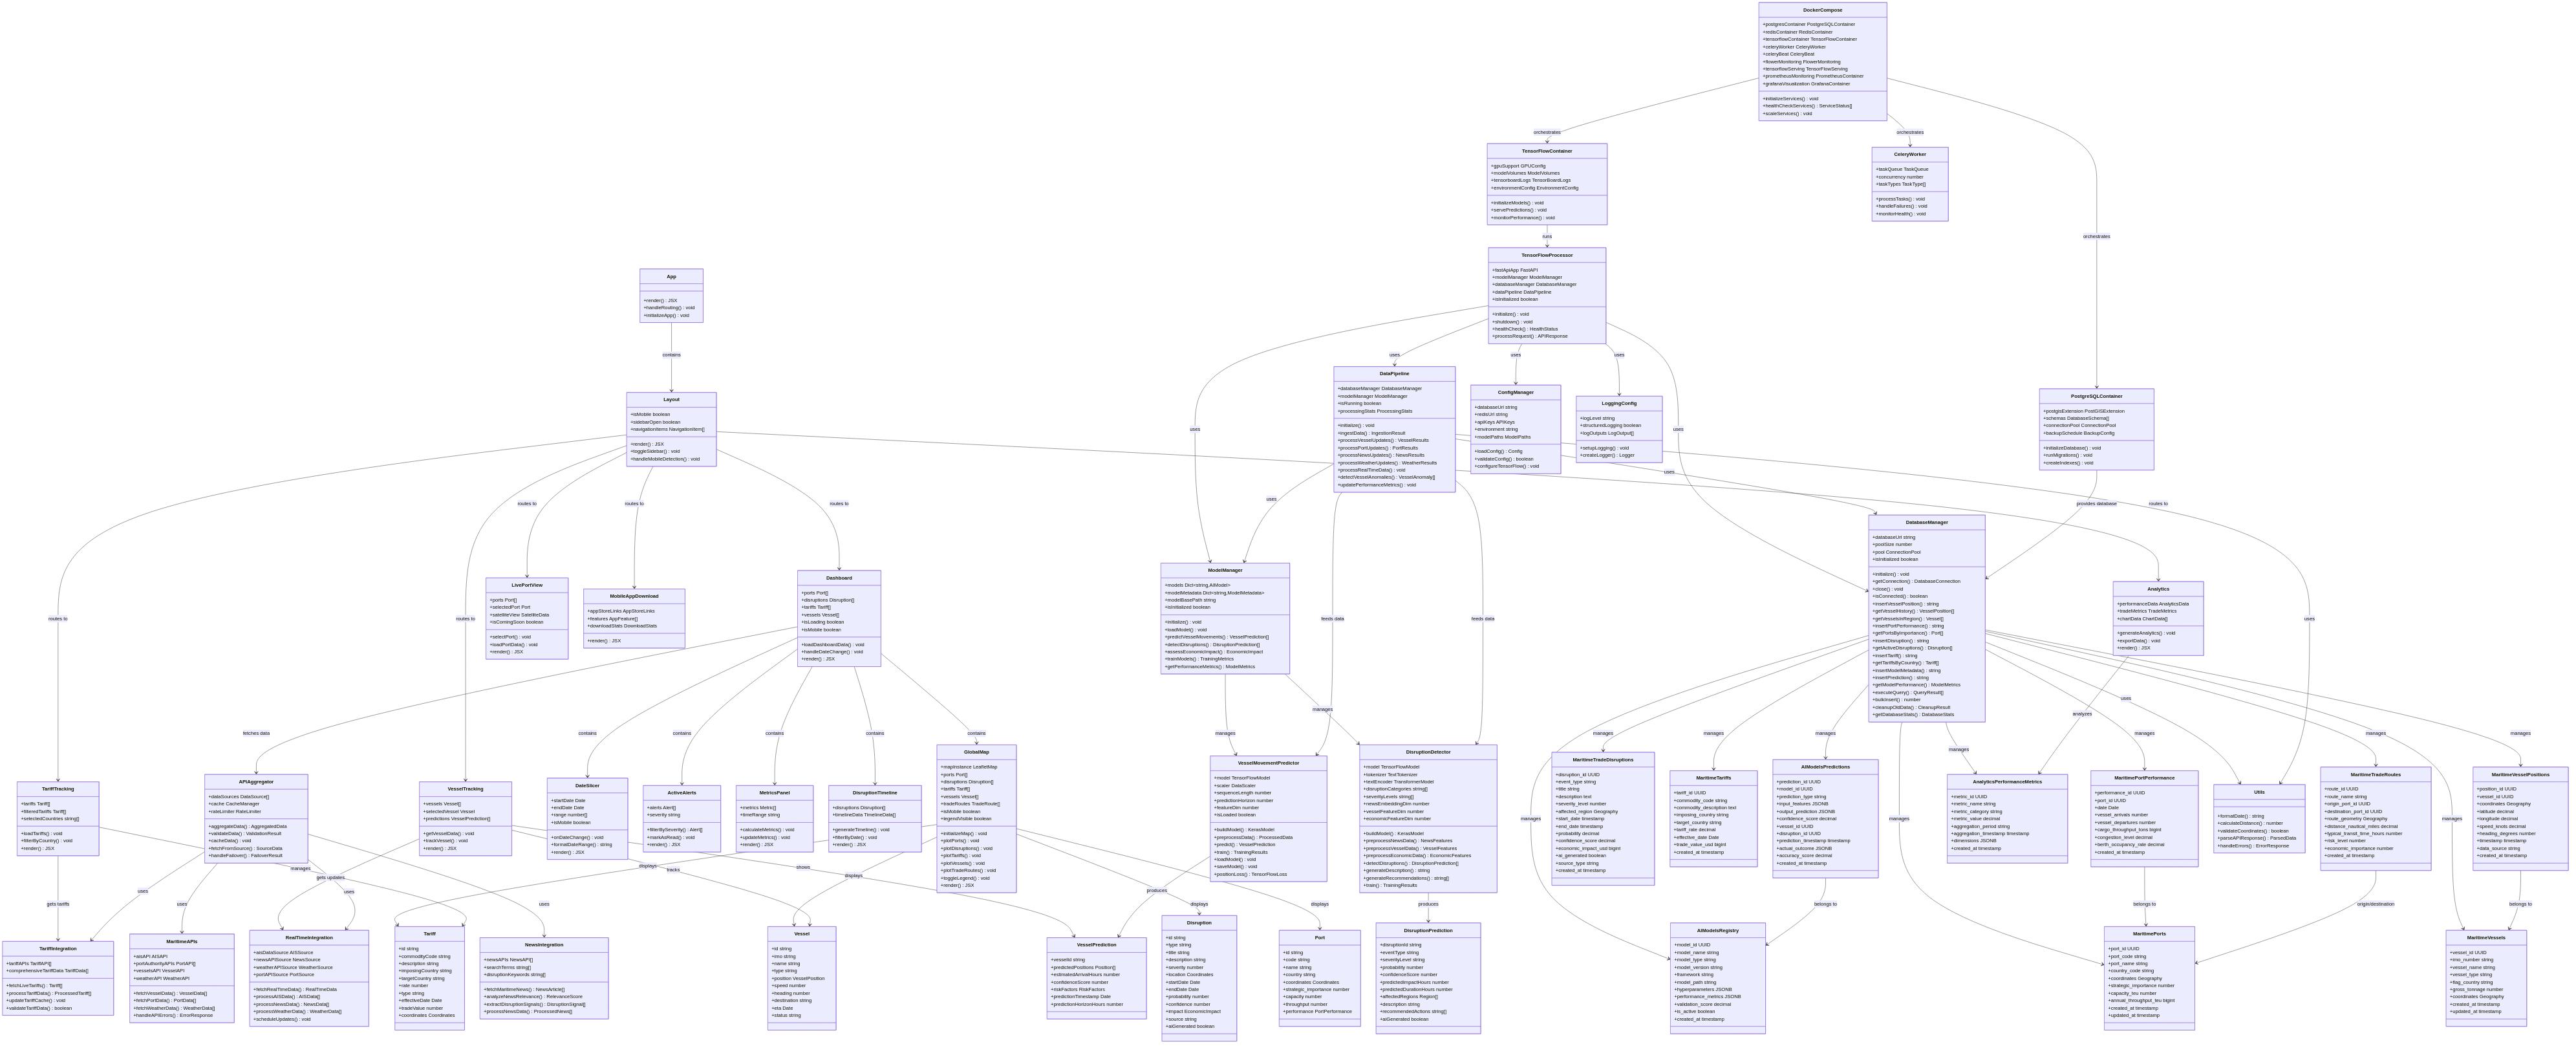 DockerCompose
+postgresContainer PostgreSQLContainer
+redisContainer RedisContainer
+tensorflowContainer TensorFlowContainer
+celeryWorker CeleryWorker
+celeryBeat CeleryBeat
+flowerMonitoring FlowerMonitoring
+tensorflowServing TensorFlowServing
+prometheusMonitoring PrometheusContainer
+grafanaVisualization GrafanaContainer
+initializeServices() : void
+healthCheckServices() : ServiceStatus[]
+scaleServices() : void
orchestrates
orchestrates
orchestrates
TensorFlowContainer
+gpuSupport GPUConfig
+modelVolumes ModelVolumes
+tensorboardLogs TensorBoardLogs
+environmentConfig EnvironmentConfig
+initializeModels() : void
+servePredictions() : void
+monitorPerformance() : void
CeleryWorker
+taskQueue TaskQueue
+concurrency number
+taskTypes TaskType[]
+processTasks() : void
+handleFailures() : void
+monitorHealth() : void
runs
TensorFlowProcessor
+fastApiApp FastAPI
+modelManager ModelManager
+databaseManager DatabaseManager
+dataPipeline DataPipeline
+isInitialized boolean
+initialize() : void
+shutdown() : void
+healthCheck() : HealthStatus
+processRequest() : APIResponse
App
+render() : JSX
+handleRouting() : void
+initializeApp() : void
contains
uses
uses
uses
uses
uses
Layout
+isMobile boolean
+sidebarOpen boolean
+navigationItems NavigationItem[]
+render() : JSX
+toggleSidebar() : void
+handleMobileDetection() : void
DataPipeline
+databaseManager DatabaseManager
+modelManager ModelManager
+isRunning boolean
+processingStats ProcessingStats
+initialize() : void
+ingestData() : IngestionResult
+processVesselUpdates() : VesselResults
+processPortUpdates() : PortResults
+processNewsUpdates() : NewsResults
+processWeatherUpdates() : WeatherResults
+processRealTimeData() : void
+detectVesselAnomalies() : VesselAnomaly[]
+updatePerformanceMetrics() : void
ConfigManager
+databaseUrl string
+redisUrl string
+apiKeys APIKeys
+environment string
+modelPaths ModelPaths
+loadConfig() : Config
+validateConfig() : boolean
+configureTensorFlow() : void
LoggingConfig
+logLevel string
+structuredLogging boolean
+logOutputs LogOutput[]
+setupLogging() : void
+createLogger() : Logger
PostgreSQLContainer
+postgisExtension PostGISExtension
+schemas DatabaseSchema[]
+connectionPool ConnectionPool
+backupSchedule BackupConfig
+initializeDatabase() : void
+runMigrations() : void
+createIndexes() : void
routes to
routes to
routes to
uses
uses
provides database
routes to
LivePortView
+ports Port[]
+selectedPort Port
+satelliteView SatelliteData
+isComingSoon boolean
+selectPort() : void
+loadPortData() : void
+render() : JSX
MobileAppDownload
+appStoreLinks AppStoreLinks
+features AppFeature[]
+downloadStats DownloadStats
+render() : JSX
Dashboard
+ports Port[]
+disruptions Disruption[]
+tariffs Tariff[]
+vessels Vessel[]
+isLoading boolean
+isMobile boolean
+loadDashboardData() : void
+handleDateChange() : void
+render() : JSX
ModelManager
+models Dict<string,AIModel>
+modelMetadata Dict<string,ModelMetadata>
+modelBasePath string
+isInitialized boolean
+initialize() : void
+loadModel() : void
+predictVesselMovements() : VesselPrediction[]
+detectDisruptions() : DisruptionPrediction[]
+assessEconomicImpact() : EconomicImpact
+trainModels() : TrainingMetrics
+getPerformanceMetrics() : ModelMetrics
DatabaseManager
+databaseUrl string
+poolSize number
+pool ConnectionPool
+isInitialized boolean
+initialize() : void
+getConnection() : DatabaseConnection
+close() : void
+isConnected() : boolean
+insertVesselPosition() : string
+getVesselHistory() : VesselPosition[]
+getVesselsInRegion() : Vessel[]
+insertPortPerformance() : string
+getPortsByImportance() : Port[]
+insertDisruption() : string
+getActiveDisruptions() : Disruption[]
+insertTariff() : string
+getTariffsByCountry() : Tariff[]
+insertModelMetadata() : string
+insertPrediction() : string
+getModelPerformance() : ModelMetrics
+executeQuery() : QueryResult[]
+bulkInsert() : number
+cleanupOldData() : CleanupResult
+getDatabaseStats() : DatabaseStats
Analytics
+performanceData AnalyticsData
+tradeMetrics TradeMetrics
+chartData ChartData[]
+generateAnalytics() : void
+exportData() : void
+render() : JSX
routes to
routes to
feeds data
feeds data
uses
fetches data
contains
contains
contains
contains
contains
manages
manages
manages
manages
manages
manages
manages
uses
analyzes
manages
manages
manages
TariffTracking
+tariffs Tariff[]
+filteredTariffs Tariff[]
+selectedCountries string[]
+loadTariffs() : void
+filterByCountry() : void
+render() : JSX
APIAggregator
+dataSources DataSource[]
+cache CacheManager
+rateLimiter RateLimiter
+aggregateData() : AggregatedData
+validateData() : ValidationResult
+cacheData() : void
+fetchFromSource() : SourceData
+handleFailover() : FailoverResult
VesselTracking
+vessels Vessel[]
+selectedVessel Vessel
+predictions VesselPrediction[]
+getVesselData() : void
+trackVessel() : void
+render() : JSX
DateSlicer
+startDate Date
+endDate Date
+range number[]
+isMobile boolean
+onDateChange() : void
+formatDateRange() : string
+render() : JSX
ActiveAlerts
+alerts Alert[]
+severity string
+filterBySeverity() : Alert[]
+markAsRead() : void
+render() : JSX
MetricsPanel
+metrics Metric[]
+timeRange string
+calculateMetrics() : void
+updateMetrics() : void
+render() : JSX
DisruptionTimeline
+disruptions Disruption[]
+timelineData TimelineData[]
+generateTimeline() : void
+filterByDate() : void
+render() : JSX
GlobalMap
+mapInstance LeafletMap
+ports Port[]
+disruptions Disruption[]
+tariffs Tariff[]
+vessels Vessel[]
+tradeRoutes TradeRoute[]
+isMobile boolean
+legendVisible boolean
+initializeMap() : void
+plotPorts() : void
+plotDisruptions() : void
+plotTariffs() : void
+plotVessels() : void
+plotTradeRoutes() : void
+toggleLegend() : void
+render() : JSX
VesselMovementPredictor
+model TensorFlowModel
+scaler DataScaler
+sequenceLength number
+predictionHorizon number
+featureDim number
+isLoaded boolean
+buildModel() : KerasModel
+preprocessData() : ProcessedData
+predict() : VesselPrediction
+train() : TrainingResults
+loadModel() : void
+saveModel() : void
+positionLoss() : TensorFlowLoss
DisruptionDetector
+model TensorFlowModel
+tokenizer TextTokenizer
+textEncoder TransformerModel
+disruptionCategories string[]
+severityLevels string[]
+newsEmbeddingDim number
+vesselFeatureDim number
+economicFeatureDim number
+buildModel() : KerasModel
+preprocessNewsData() : NewsFeatures
+preprocessVesselData() : VesselFeatures
+preprocessEconomicData() : EconomicFeatures
+detectDisruptions() : DisruptionPrediction[]
+generateDescription() : string
+generateRecommendations() : string[]
+train() : TrainingResults
MaritimeTradeDisruptions
+disruption_id UUID
+event_type string
+title string
+description text
+severity_level number
+affected_region Geography
+start_date timestamp
+end_date timestamp
+probability decimal
+confidence_score decimal
+economic_impact_usd bigint
+ai_generated boolean
+source_type string
+created_at timestamp
MaritimeTariffs
+tariff_id UUID
+commodity_code string
+commodity_description text
+imposing_country string
+target_country string
+tariff_rate decimal
+effective_date Date
+trade_value_usd bigint
+created_at timestamp
AIModelsPredictions
+prediction_id UUID
+model_id UUID
+prediction_type string
+input_features JSONB
+output_prediction JSONB
+confidence_score decimal
+vessel_id UUID
+disruption_id UUID
+prediction_timestamp timestamp
+actual_outcome JSONB
+accuracy_score decimal
+created_at timestamp
AnalyticsPerformanceMetrics
+metric_id UUID
+metric_name string
+metric_category string
+metric_value decimal
+aggregation_period string
+aggregation_timestamp timestamp
+dimensions JSONB
+created_at timestamp
MaritimePortPerformance
+performance_id UUID
+port_id UUID
+date Date
+vessel_arrivals number
+vessel_departures number
+cargo_throughput_tons bigint
+congestion_level decimal
+berth_occupancy_rate decimal
+created_at timestamp
Utils
+formatDate() : string
+calculateDistance() : number
+validateCoordinates() : boolean
+parseAPIResponse() : ParsedData
+handleErrors() : ErrorResponse
MaritimeTradeRoutes
+route_id UUID
+route_name string
+origin_port_id UUID
+destination_port_id UUID
+route_geometry Geography
+distance_nautical_miles decimal
+typical_transit_time_hours number
+risk_level number
+economic_importance number
+created_at timestamp
MaritimeVesselPositions
+position_id UUID
+vessel_id UUID
+coordinates Geography
+latitude decimal
+longitude decimal
+speed_knots decimal
+heading_degrees number
+timestamp timestamp
+data_source string
+created_at timestamp
gets tariffs
uses
uses
manages
gets updates
uses
uses
displays
tracks
shows
displays
produces
displays
displays
produces
belongs to
belongs to
origin/destination
belongs to
TariffIntegration
+tariffAPIs TariffAPI[]
+comprehensiveTariffData TariffData[]
+fetchLiveTariffs() : Tariff[]
+processTariffData() : ProcessedTariff[]
+updateTariffCache() : void
+validateTariffData() : boolean
MaritimeAPIs
+aisAPI AISAPI
+portAuthorityAPIs PortAPI[]
+vesselsAPI VesselAPI
+weatherAPI WeatherAPI
+fetchVesselData() : VesselData[]
+fetchPortData() : PortData[]
+fetchWeatherData() : WeatherData[]
+handleAPIErrors() : ErrorResponse
RealTimeIntegration
+aisDataSource AISSource
+newsAPISource NewsSource
+weatherAPISource WeatherSource
+portAPISource PortSource
+fetchRealTimeData() : RealTimeData
+processAISData() : AISData[]
+processNewsData() : NewsData[]
+processWeatherData() : WeatherData[]
+scheduleUpdates() : void
Tariff
+id string
+commodityCode string
+description string
+imposingCountry string
+targetCountry string
+rate number
+type string
+effectiveDate Date
+tradeValue number
+coordinates Coordinates
NewsIntegration
+newsAPIs NewsAPI[]
+searchTerms string[]
+disruptionKeywords string[]
+fetchMaritimeNews() : NewsArticle[]
+analyzeNewsRelevance() : RelevanceScore
+extractDisruptionSignals() : DisruptionSignal[]
+processNewsData() : ProcessedNews[]
Vessel
+id string
+imo string
+name string
+type string
+position VesselPosition
+speed number
+heading number
+destination string
+eta Date
+status string
VesselPrediction
+vesselId string
+predictedPositions Position[]
+estimatedArrivalHours number
+confidenceScore number
+riskFactors RiskFactors
+predictionTimestamp Date
+predictionHorizonHours number
Disruption
+id string
+type string
+title string
+description string
+severity number
+location Coordinates
+startDate Date
+endDate Date
+probability number
+confidence number
+impact EconomicImpact
+source string
+aiGenerated boolean
Port
+id string
+code string
+name string
+country string
+coordinates Coordinates
+strategic_importance number
+capacity number
+throughput number
+performance PortPerformance
DisruptionPrediction
+disruptionId string
+eventType string
+severityLevel string
+probability number
+confidenceScore number
+predictedImpactHours number
+predictedDurationHours number
+affectedRegions Region[]
+description string
+recommendedActions string[]
+aiGenerated boolean
AIModelsRegistry
+model_id UUID
+model_name string
+model_type string
+model_version string
+framework string
+model_path string
+hyperparameters JSONB
+performance_metrics JSONB
+validation_score decimal
+is_active boolean
+created_at timestamp
MaritimePorts
+port_id UUID
+port_code string
+port_name string
+country_code string
+coordinates Geography
+strategic_importance number
+capacity_teu number
+annual_throughput_teu bigint
+created_at timestamp
+updated_at timestamp
MaritimeVessels
+vessel_id UUID
+imo_number string
+vessel_name string
+vessel_type string
+flag_country string
+gross_tonnage number
+coordinates Geography
+created_at timestamp
+updated_at timestamp